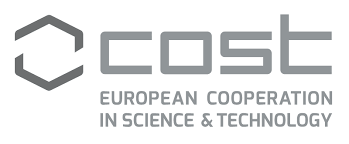 cost
EUROPEAN COOPERATION
IN SCIENCE & TECHNOLOGY